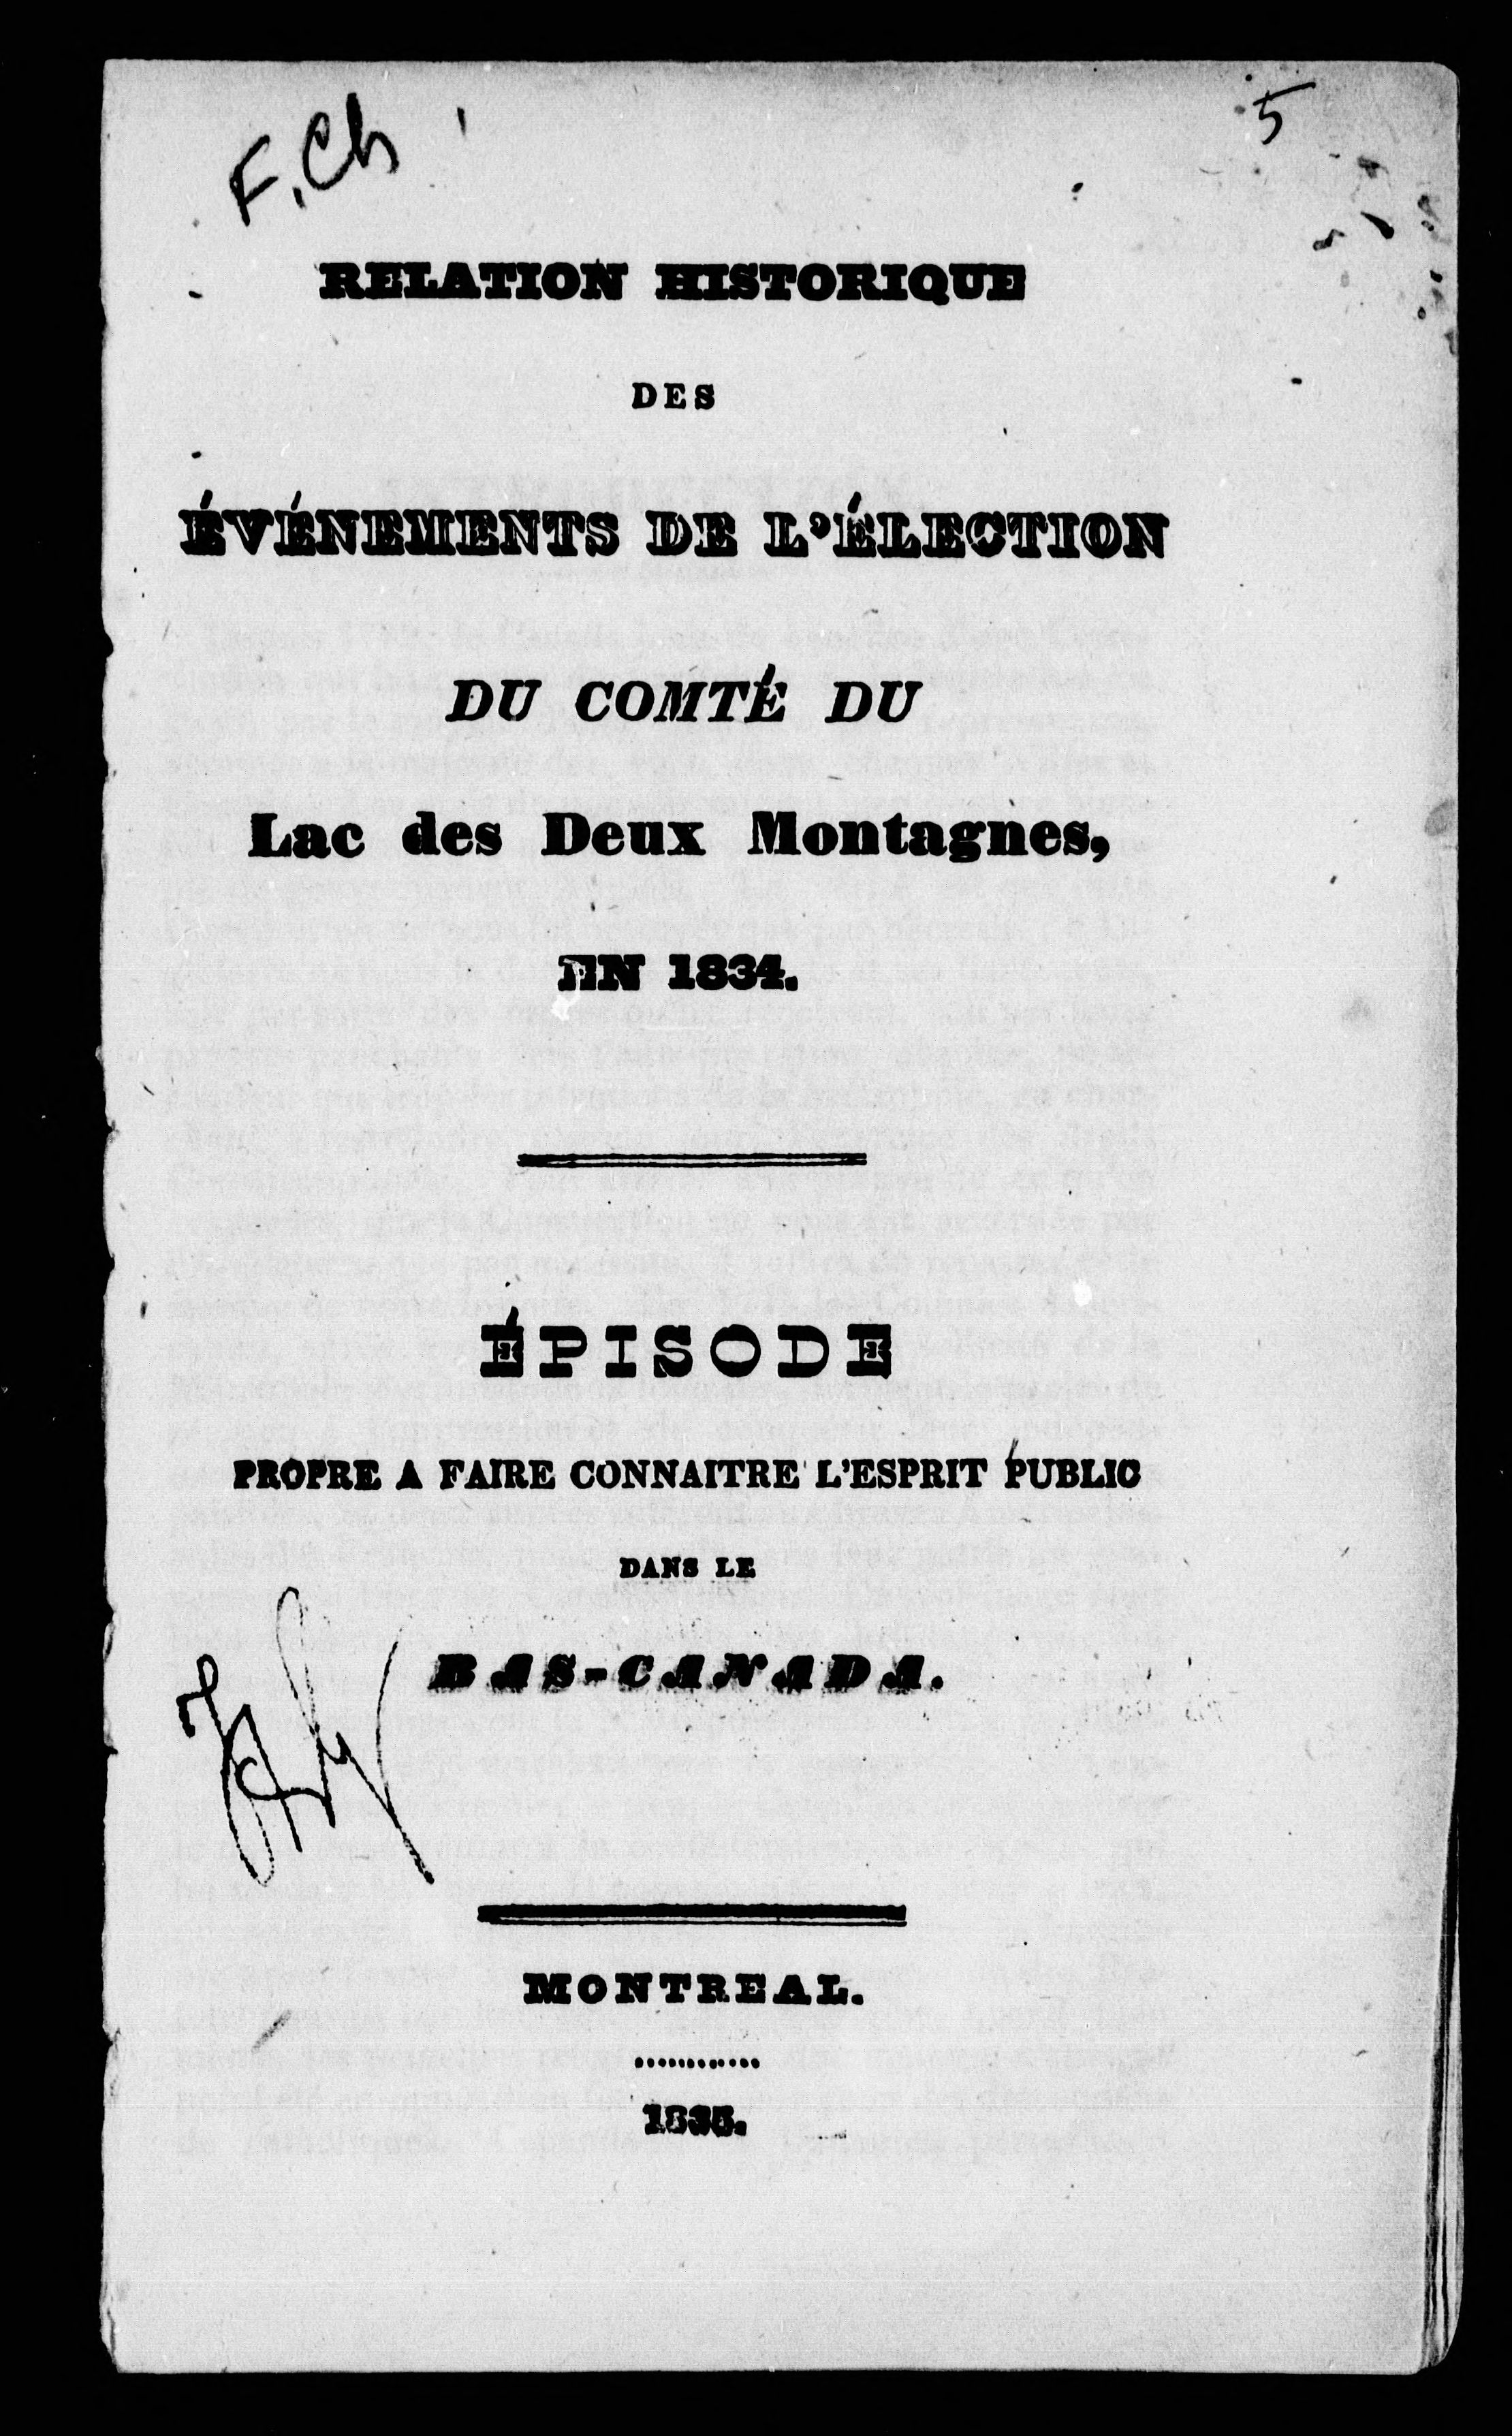 F. Ch
5
RELATION HISTORIQUE
DES
ÉVÉNEMENTS DE L'ÉLECTION
DU COMTÉ DU
Lac des Deux Montagnes,
EN 1834.
ÉPISODE
PROPRE A FAIRE CONNAITRE L'ESPRIT PUBLIC
DANS LE
BAS-CANADA.
MONTREAL.
............
1835.